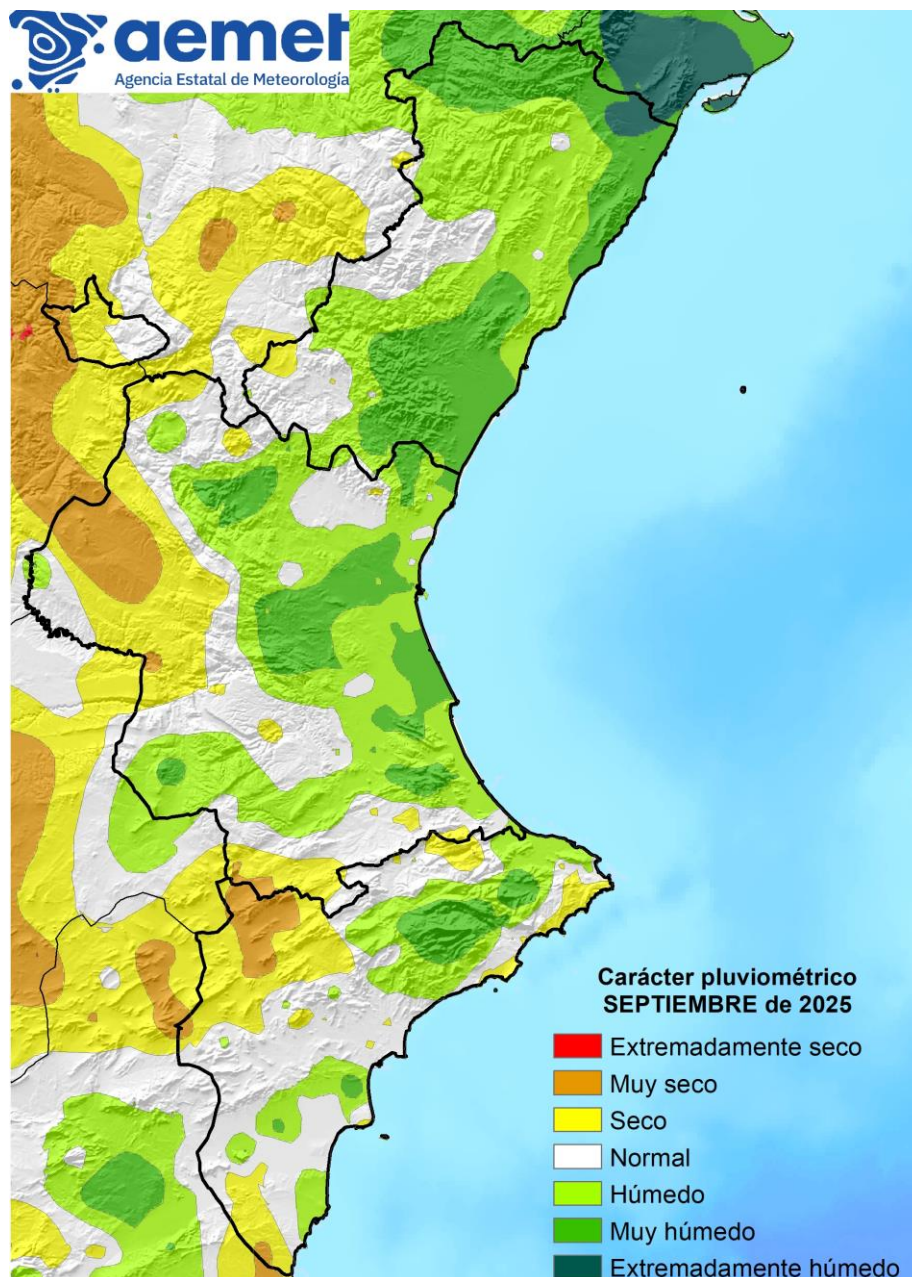 aemet
Agencia Estatal de Meteorología
Carácter pluviométrico
SEPTIEMBRE de 2025
Extremadamente seco
Muy seco
Seco
Normal
Húmedo
Muy húmedo
Extremadamente húmedo